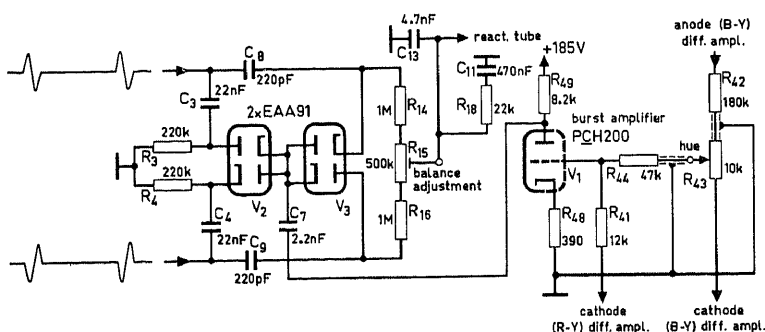 4.7nF
C13
react. tube
anode (B-Y)
diff. ampl.
+185V
C8
220pF
C11
470nF
R49
8.2k
R42
180k
C3
22nF
2xEAA91
1M
R14
R18
22k
burst amplifier
PCH200
220k
R3
R15
500k
balance
adjustment
V1
R44
47k
hue
R43
10k
220k
R4
V2
V3
C4
22nF
C7
2.2nF
1M
R16
R48
390
R41
12k
C9
220pF
cathode
(R-Y) diff. ampl.
cathode
(B-Y) diff. ampl.